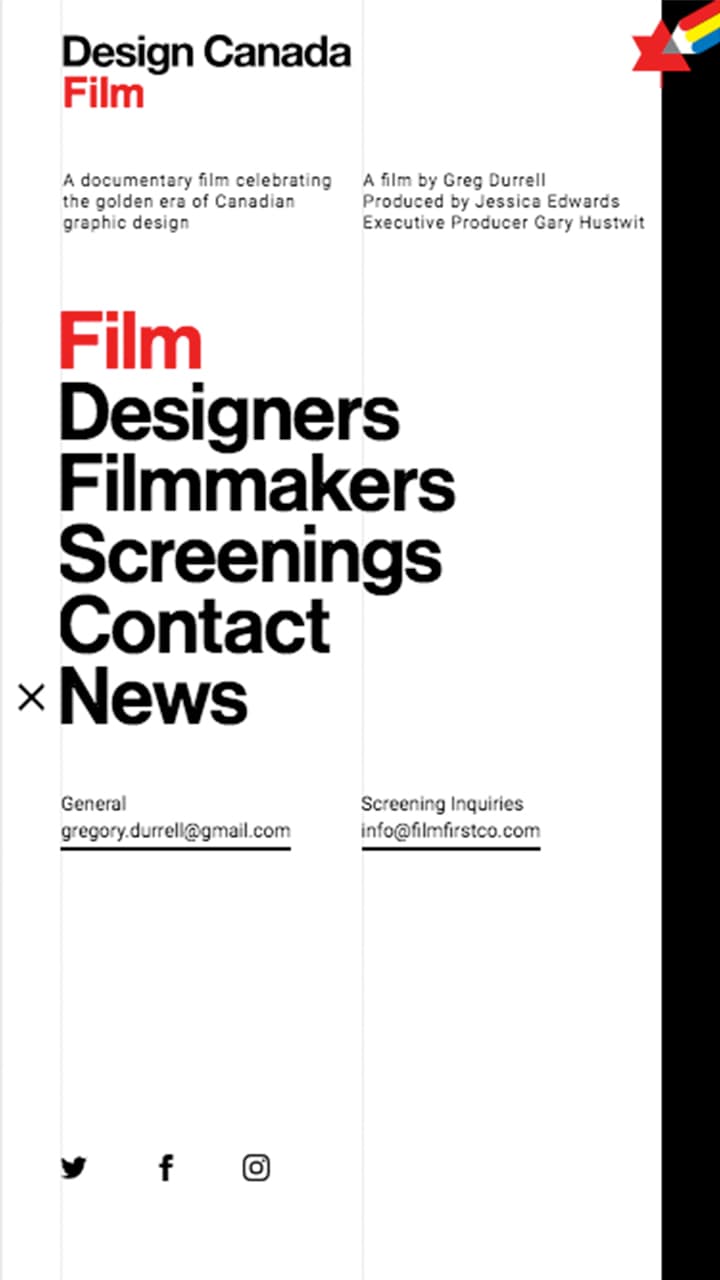 Design Canada
Film
A documentary film celebrating
the golden era of Canadian
graphic design
A film by Greg Durrell
Produced by Jessica Edwards
Executive Producer Gary Hustwit
Film
Designers
Filmmakers
Screenings
Contact
News
General
gregory.durrell@gmail.com
Screening Inquiries
info@filmfirstco.com